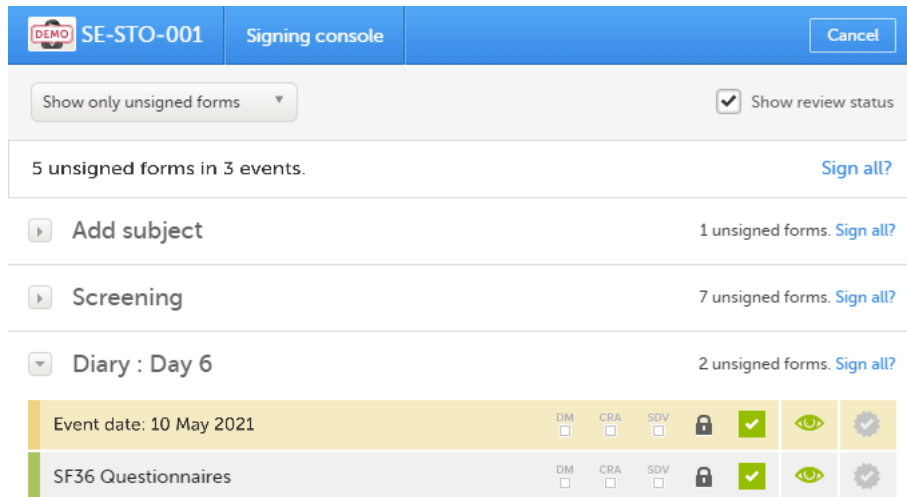 DEMO SE-STO-001 Signing console Cancel
Show only unsigned forms Show review status
5 unsigned forms in 3 events. Sign all?
Add subject 1 unsigned forms. Sign all?
Screening 7 unsigned forms. Sign all?
Diary : Day 6 2 unsigned forms. Sign all?
Event date: 10 May 2021 DM CRA SDV
SF36 Questionnaires DM CRA SDV